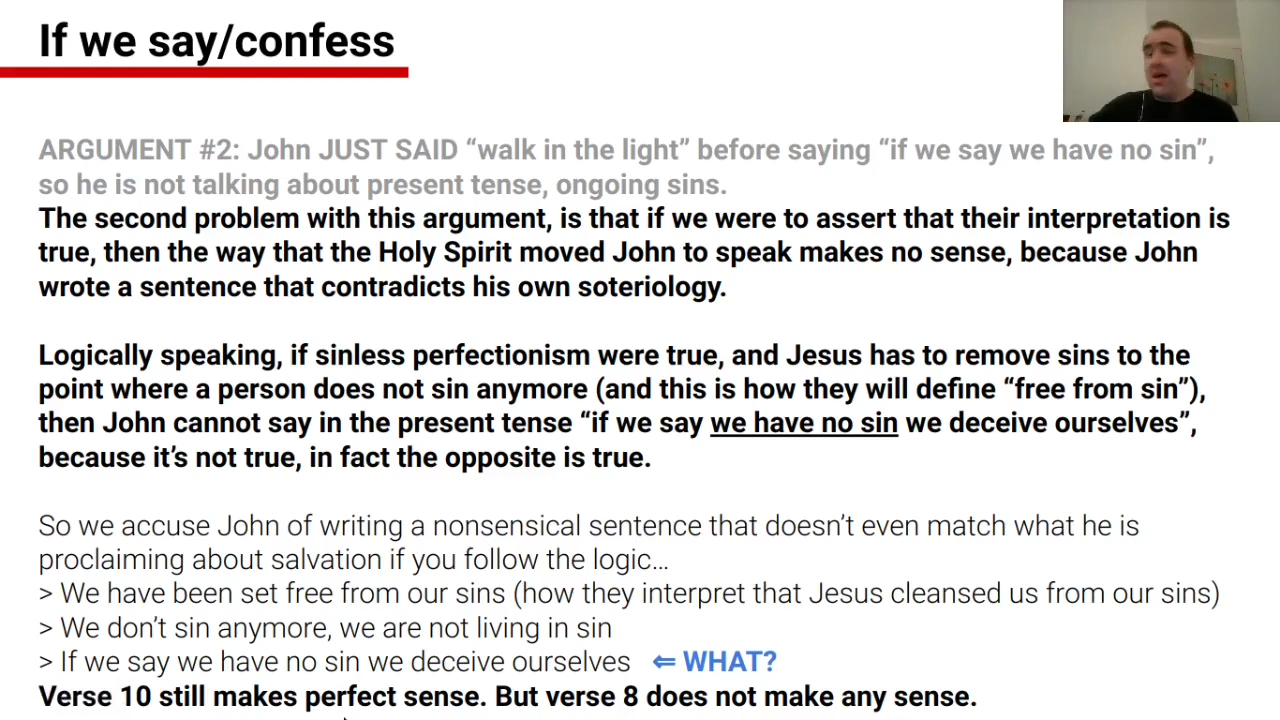 If we say/confess
ARGUMENT #2: John JUST SAID “walk in the light” before saying “if we say we have no sin”,
so he is not talking about present tense, ongoing sins.
The second problem with this argument, is that if we were to assert that their interpretation is
true, then the way that the Holy Spirit moved John to speak makes no sense, because John
wrote a sentence that contradicts his own soteriology.
Logically speaking, if sinless perfectionism were true, and Jesus has to remove sins to the
point where a person does not sin anymore (and this is how they will define “free from sin”),
then John cannot say in the present tense “if we say we have no sin we deceive ourselves”,
because it’s not true, in fact the opposite is true.
So we accuse John of writing a nonsensical sentence that doesn’t even match what he is
proclaiming about salvation if you follow the logic…
> We have been set free from our sins (how they interpret that Jesus cleansed us from our sins)
> We don’t sin anymore, we are not living in sin
> If we say we have no sin we deceive ourselves ⇐ WHAT?
Verse 10 still makes perfect sense. But verse 8 does not make any sense.